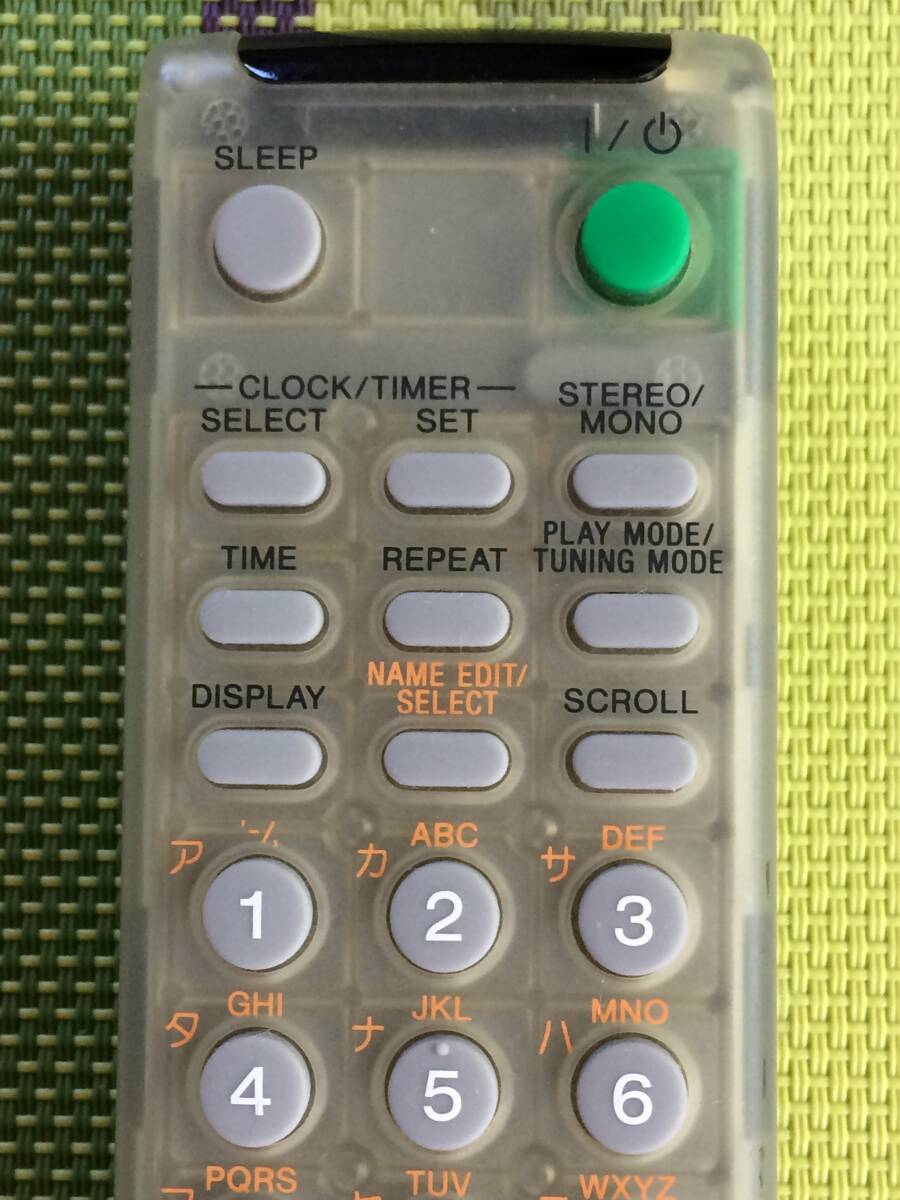 I/⏻
SLEEP
CLOCK/TIMER
STEREO/
SELECT SET MONO
PLAY MODE/
TIME REPEAT TUNING MODE
NAME EDIT/
DISPLAY SELECT SCROLL
'-/, ABC DEF
ア カ サ
1 2 3
GHI JKL MNO
タ ナ ハ
4 5 6
PQRS TUV WXYZ